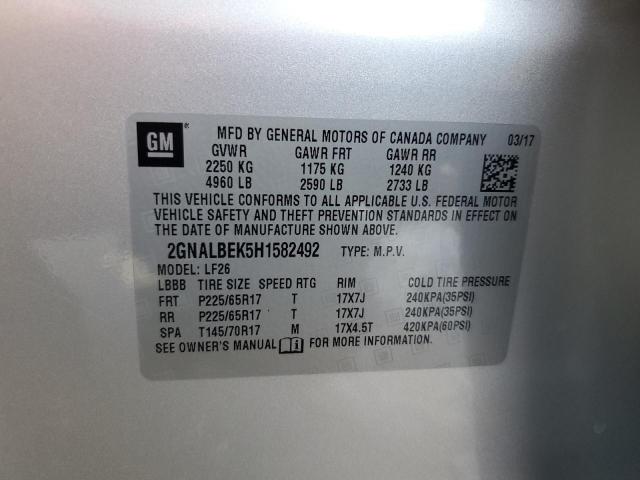 GM ® MFD BY GENERAL MOTORS OF CANADA COMPANY 03/17
GVWR GAWR FRT GAWR RR
2250 KG 1175 KG 1240 KG
4960 LB 2590 LB 2733 LB
THIS VEHICLE CONFORMS TO ALL APPLICABLE U.S. FEDERAL MOTOR
VEHICLE SAFETY AND THEFT PREVENTION STANDARDS IN EFFECT ON
THE DATE OF MANUFACTURE SHOWN ABOVE.
2GNALBEK5H1582492 TYPE: M.P.V.
MODEL: LF26
LBBB TIRE SIZE SPEED RTG RIM COLD TIRE PRESSURE
FRT P225/65R17 T 17X7J 240KPA(35PSI)
RR P225/65R17 T 17X7J 240KPA(35PSI)
SPA T145/70R17 M 17X4.5T 420KPA(60PSI)
SEE OWNER'S MANUAL i FOR MORE INFORMATION.